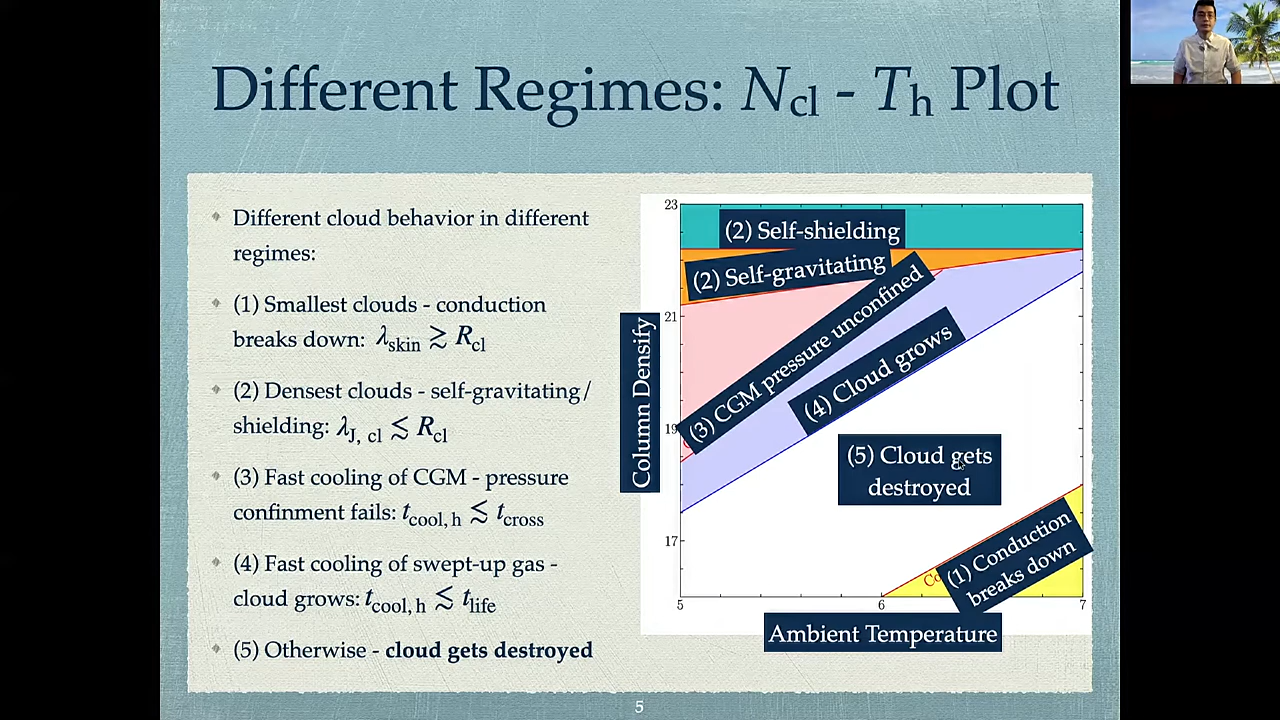 Different Regimes: Ncl - Th Plot
Different cloud behavior in different
regimes:
(1) Smallest clouds - conduction
breaks down: λskin ≳ Rcl
(2) Densest clouds - self-gravitating/
shielding: λJ, cl ≲ Rcl
(3) Fast cooling of CGM - pressure
confinment fails: tcool, h ≲ tcross
(4) Fast cooling of swept-up gas -
cloud grows: tcool, h ≲ tlife
(5) Otherwise - cloud gets destroyed
23
21
19
17
5
6
7
Column Densify
(2) Self-shielding
(2) Self-gravitating
(3) CGM pressure unconfined
(4) Cloud grows
(5) Cloud gets
destroyed
(1) Conduction
breaks down
Ambient Temperature
5